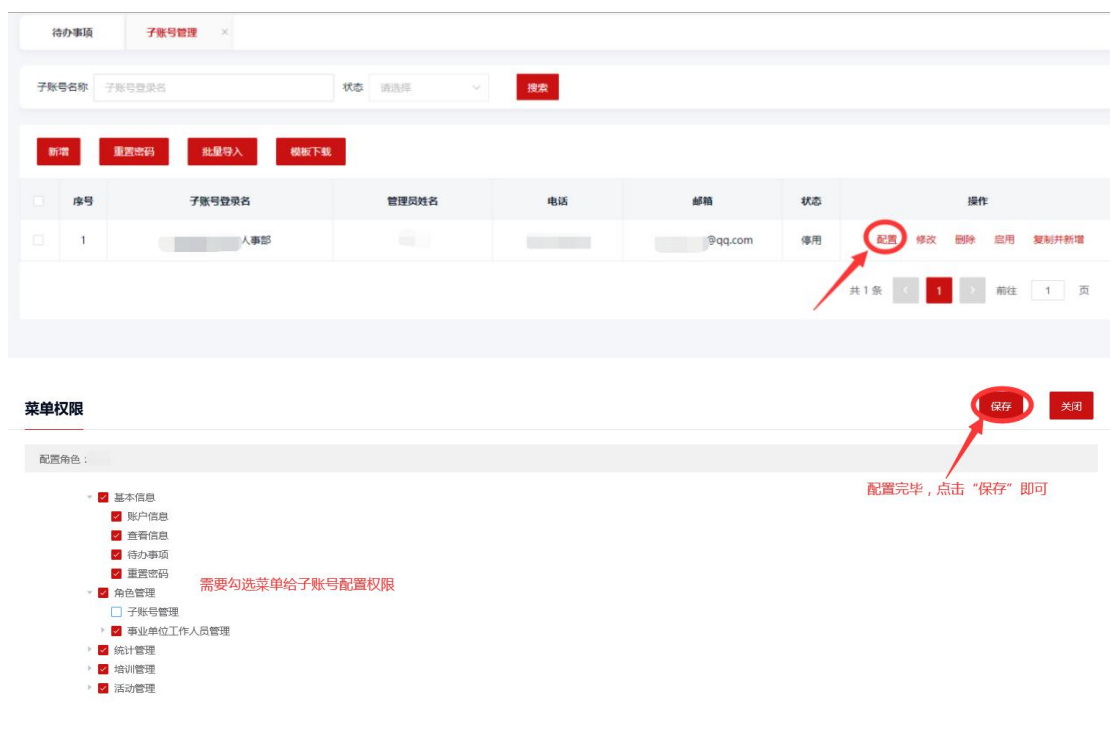 待办事项 子账号管理 ×
子账号名称 子账号登录名 状态 请选择 搜索
新增 重置密码 批量导入 模板下载
序号 子账号登录名 管理员姓名 电话 邮箱 状态 操作
1 人事部 @qq.com 停用 配置 修改 删除 启用 复制并新增
共 1 条 < 1 > 前往 1 页
菜单权限 保存 关闭
配置角色：
配置完毕，点击“保存”即可
基本信息
账户信息
查看信息
待办事项
重置密码
需要勾选菜单给子账号配置权限
角色管理
子账号管理
事业单位工作人员管理
统计管理
培训管理
活动管理